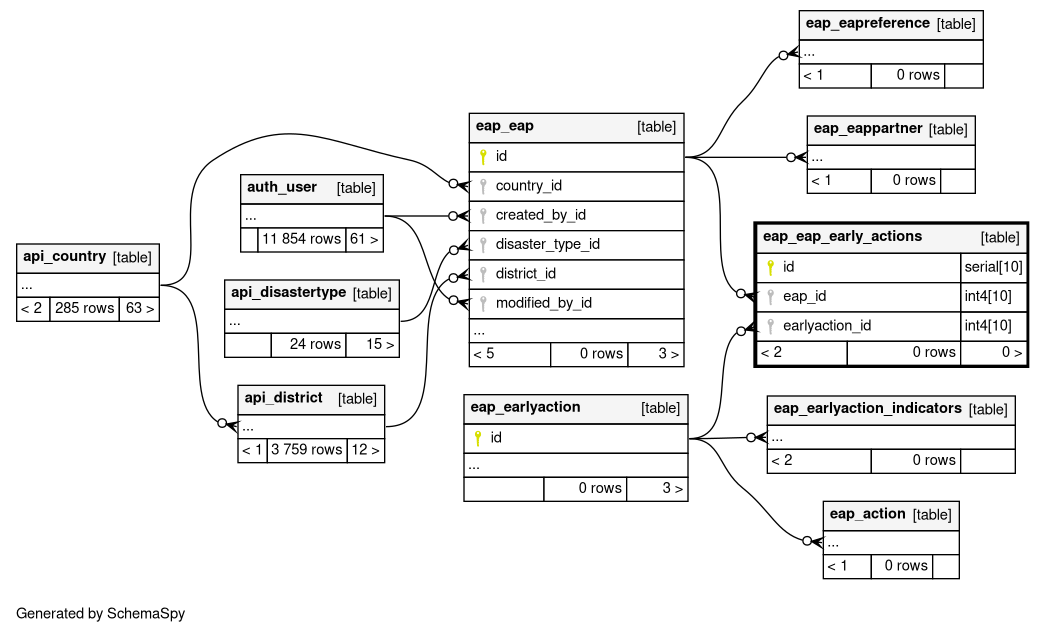 eap_eapreference [table]
...
< 1 0 rows
eap_eap [table]
id
country_id
created_by_id
disaster_type_id
district_id
modified_by_id
...
< 5 0 rows 3 >
eap_eappartner [table]
...
< 1 0 rows
auth_user [table]
...
11 854 rows 61 >
eap_eap_early_actions [table]
id serial[10]
eap_id int4[10]
earlyaction_id int4[10]
< 2 0 rows 0 >
api_country [table]
...
< 2 285 rows 63 >
api_disastertype [table]
...
24 rows 15 >
api_district [table]
...
< 1 3 759 rows 12 >
eap_earlyaction [table]
id
...
0 rows 3 >
eap_earlyaction_indicators [table]
...
< 2 0 rows
eap_action [table]
...
< 1 0 rows
Generated by SchemaSpy